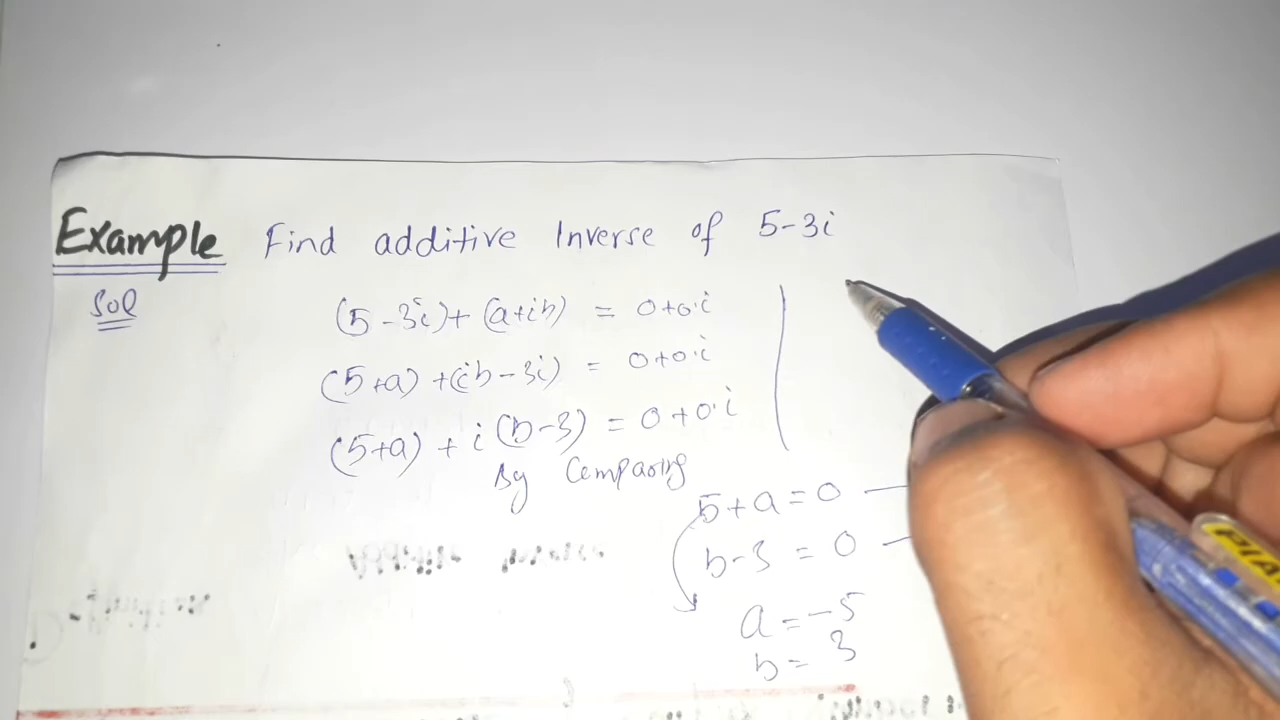 Example Find additive Inverse of 5-3i
Sol
(5-3i)+(a+ib) = 0+0.i
(5+a)+(ib-3i) = 0+0.i
(5+a)+i(b-3) = 0+0.i
By Comparing
5+a=0
b-3=0
a=-5
b=3